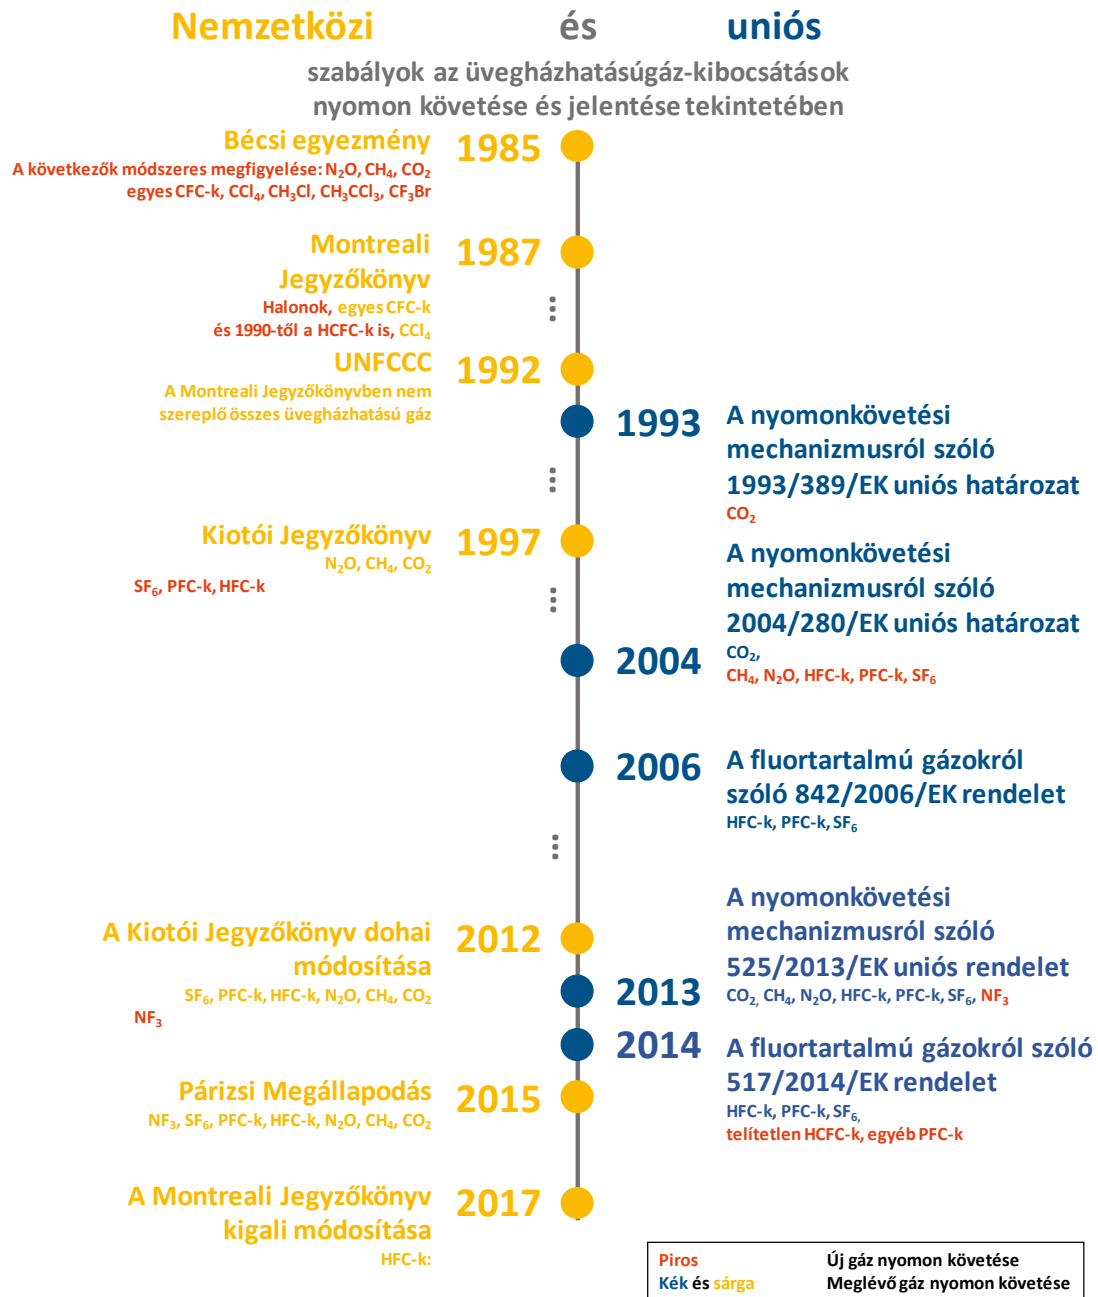 Nemzetközi és uniós
szabályok az üvegházhatásúgáz-kibocsátások
nyomon követése és jelentése tekintetében
Bécsi egyezmény 1985
A következők módszeres megfigyelése: N₂O, CH₄, CO₂
egyes CFC-k, CCl₄, CH₃Cl, CH₃CCl₃, CF₃Br
Montreali 1987
Jegyzőkönyv
Halonok, egyes CFC-k
és 1990-től a HCFC-k is, CCl₄
UNFCCC 1992
A Montreali Jegyzőkönyvben nem
szereplő összes üvegházhatású gáz
1993 A nyomonkövetési
mechanizmusról szóló
1993/389/EK uniós határozat
CO₂
Kiotói Jegyzőkönyv 1997
N₂O, CH₄, CO₂
SF₆, PFC-k, HFC-k
A nyomonkövetési
mechanizmusról szóló
2004/280/EK uniós határozat
2004 CO₂,
CH₄, N₂O, HFC-k, PFC-k, SF₆
2006 A fluortartalmú gázokról
szóló 842/2006/EK rendelet
HFC-k, PFC-k, SF₆
A Kiotói Jegyzőkönyv dohai 2012
módosítása
SF₆, PFC-k, HFC-k, N₂O, CH₄, CO₂
NF₃
A nyomonkövetési
mechanizmusról szóló
2013 525/2013/EK uniós rendelet
CO₂, CH₄, N₂O, HFC-k, PFC-k, SF₆, NF₃
2014 A fluortartalmú gázokról szóló
517/2014/EK rendelet
HFC-k, PFC-k, SF₆,
telítetlen HCFC-k, egyéb PFC-k
Párizsi Megállapodás 2015
NF₃, SF₆, PFC-k, HFC-k, N₂O, CH₄, CO₂
A Montreali Jegyzőkönyv 2017
kigali módosítása
HFC-k:
Piros Új gáz nyomon követése
Kék és sárga Meglévő gáz nyomon követése